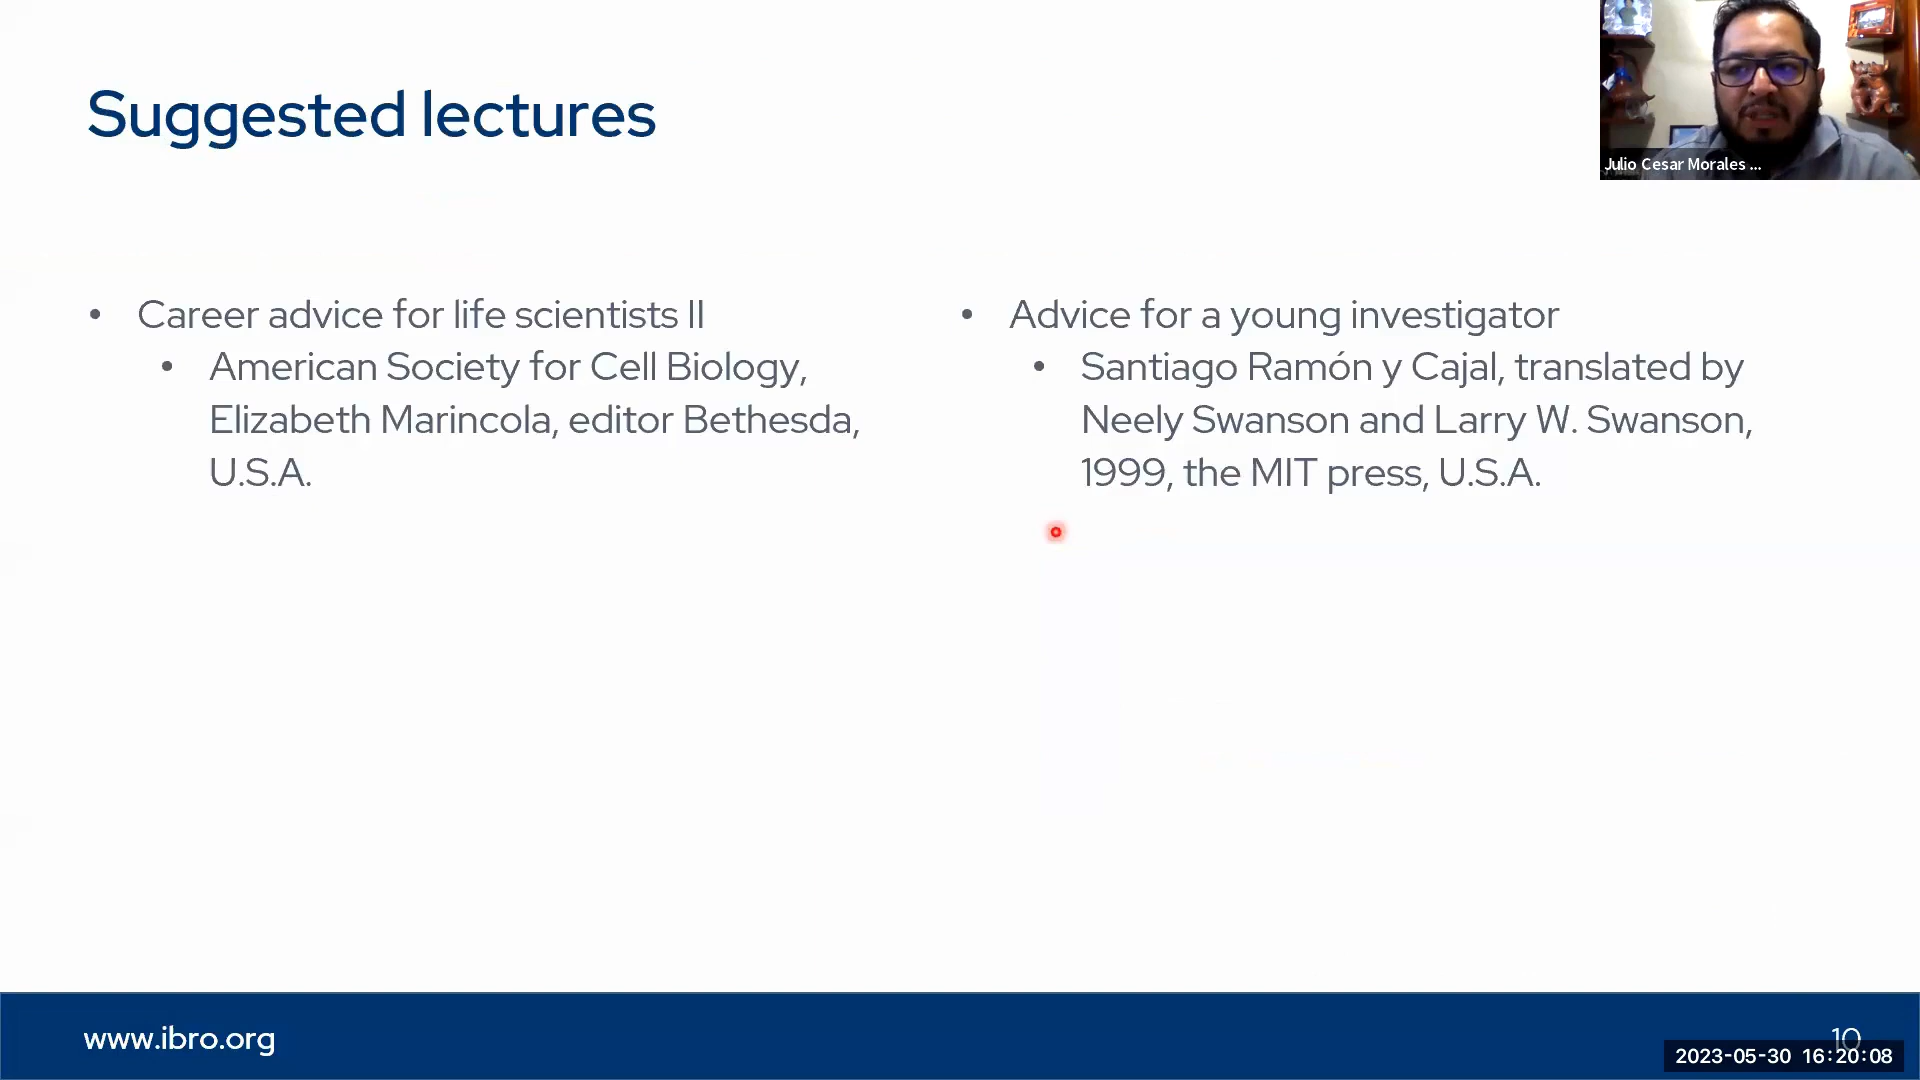 Suggested lectures
Julio Cesar Morales ...
• Career advice for life scientists II
• American Society for Cell Biology,
Elizabeth Marincola, editor Bethesda,
U.S.A.
• Advice for a young investigator
• Santiago Ramón y Cajal, translated by
Neely Swanson and Larry W. Swanson,
1999, the MIT press, U.S.A.
www.ibro.org
10
2023-05-30 16:20:08